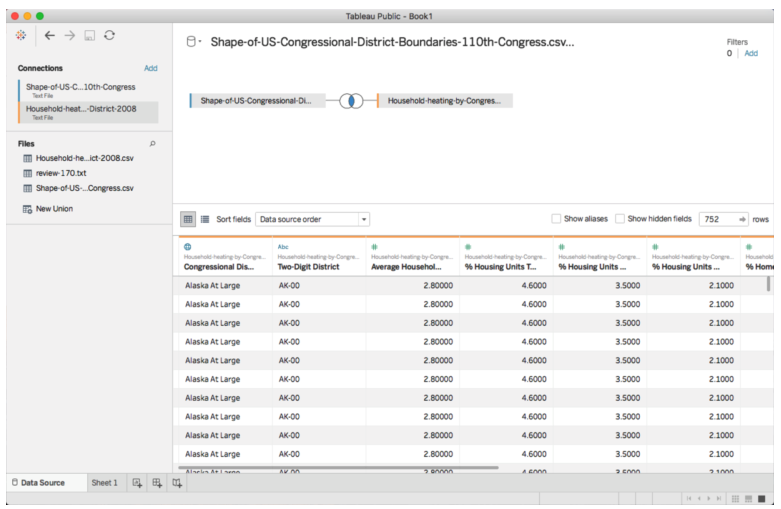 Tableau Public - Book1
Connections
Add
Shape-of-US-C...10th-Congress
Text File
Household-heat...-District-2008
Text File
Files
Household-he...ict-2008.csv
review-170.txt
Shape-of-US-...Congress.csv
New Union
Shape-of-US-Congressional-District-Boundaries-110th-Congress.csv...
Filters
0 Add
Shape-of-US-Congressional-Di...
Household-heating-by-Congres...
Sort fields Data source order
Show aliases Show hidden fields 752 rows
Abc # # # # #
Household-heating-by-Congre... Household-heating-by-Congre... Household-heating-by-Congre... Household-heating-by-Congre... Household-heating-by-Congre... Household-heating-by-Congre... Household
Congressional Dis... Two-Digit District Average Househol... % Housing Units T... % Housing Units ... % Housing Units ... % Home
Alaska At Large AK-00 2.80000 4.6000 3.5000 2.1000
Alaska At Large AK-00 2.80000 4.6000 3.5000 2.1000
Alaska At Large AK-00 2.80000 4.6000 3.5000 2.1000
Alaska At Large AK-00 2.80000 4.6000 3.5000 2.1000
Alaska At Large AK-00 2.80000 4.6000 3.5000 2.1000
Alaska At Large AK-00 2.80000 4.6000 3.5000 2.1000
Alaska At Large AK-00 2.80000 4.6000 3.5000 2.1000
Alaska At Large AK-00 2.80000 4.6000 3.5000 2.1000
Alaska At Large AK-00 2.80000 4.6000 3.5000 2.1000
Alaska At Large AK-00 2.80000 4.6000 3.5000 2.1000
Alaska At Large AK-00 2.80000 4.6000 3.5000 2.1000
Data Source Sheet 1